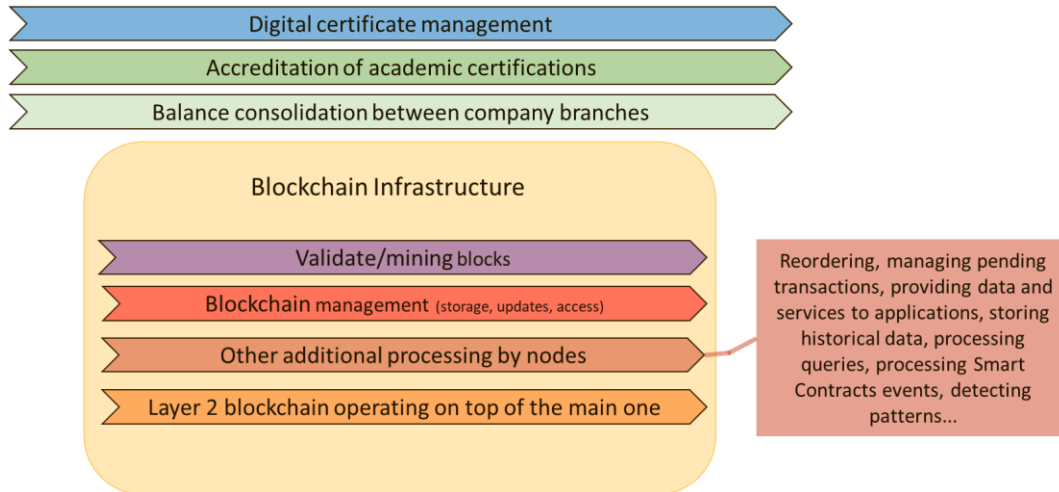 Digital certificate management
Accreditation of academic certifications
Balance consolidation between company branches
Blockchain Infrastructure
Validate/mining blocks
Blockchain management (storage, updates, access)
Other additional processing by nodes
Layer 2 blockchain operating on top of the main one
Reordering, managing pending
transactions, providing data and
services to applications, storing
historical data, processing
queries, processing Smart
Contracts events, detecting
patterns...